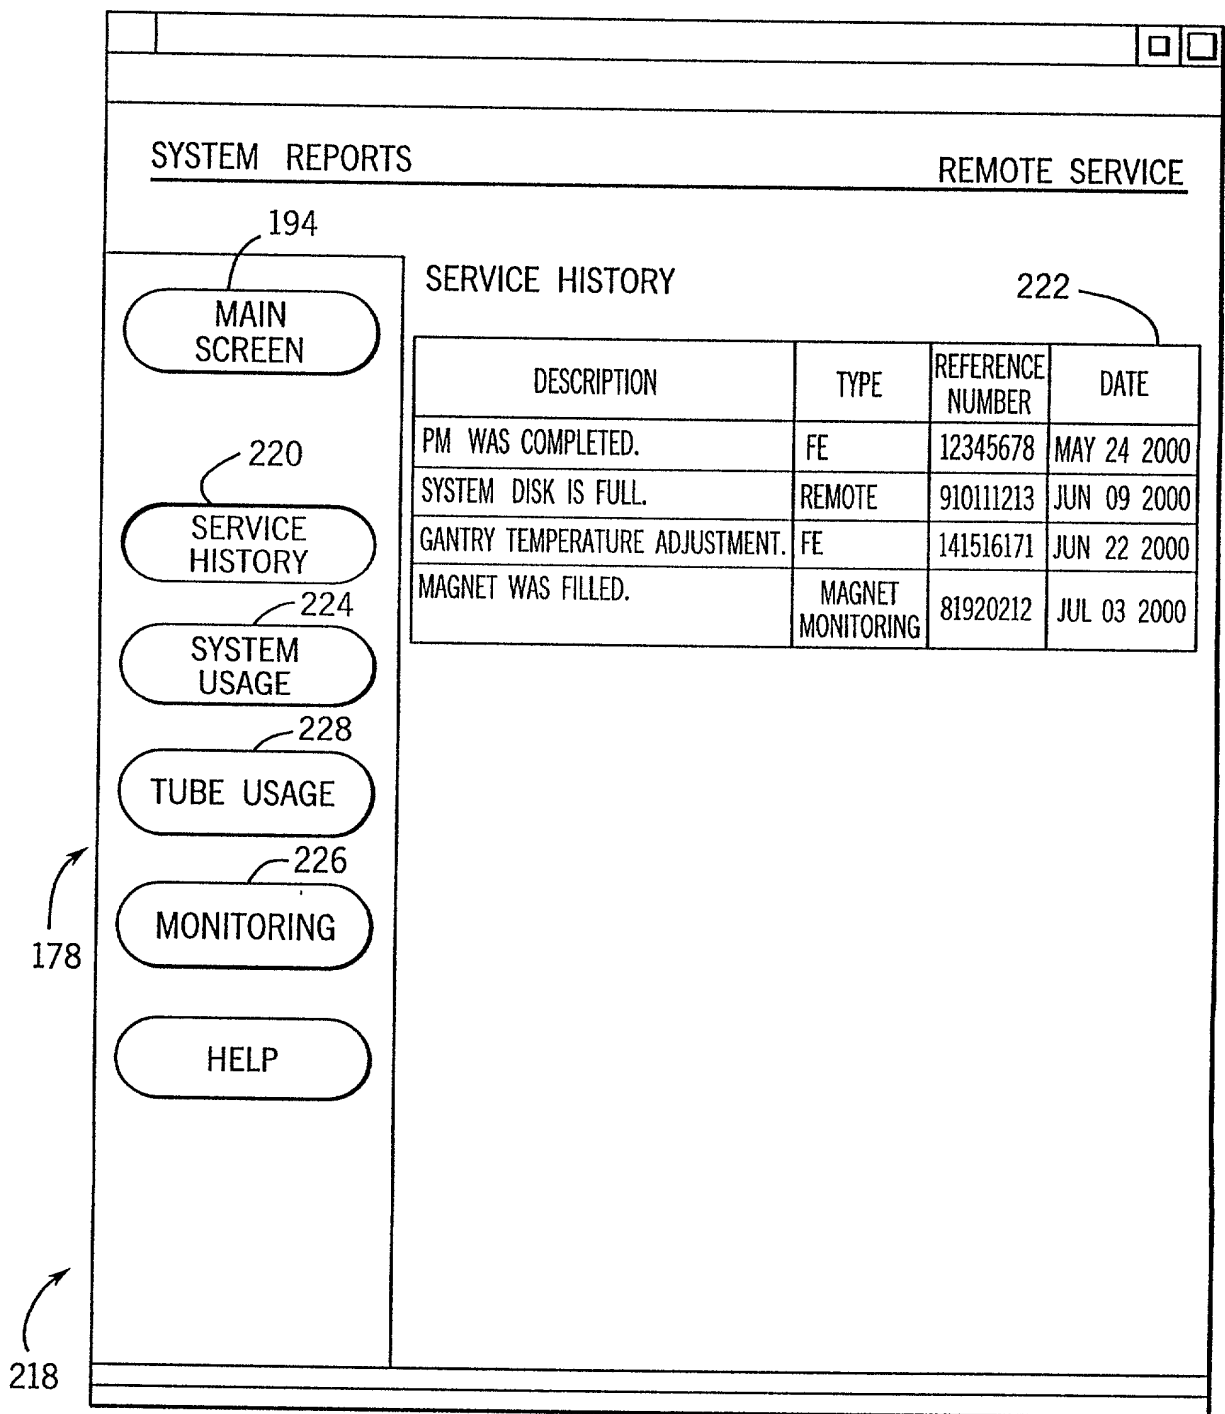 SYSTEM REPORTS
REMOTE SERVICE
194
MAIN
SCREEN
SERVICE HISTORY
222
DESCRIPTION TYPE REFERENCE NUMBER DATE
PM WAS COMPLETED. FE 12345678 MAY 24 2000
SYSTEM DISK IS FULL. REMOTE 910111213 JUN 09 2000
GANTRY TEMPERATURE ADJUSTMENT. FE 141516171 JUN 22 2000
MAGNET WAS FILLED. MAGNET MONITORING 81920212 JUL 03 2000
220
SERVICE
HISTORY
224
SYSTEM
USAGE
228
TUBE USAGE
226
MONITORING
178
HELP
218